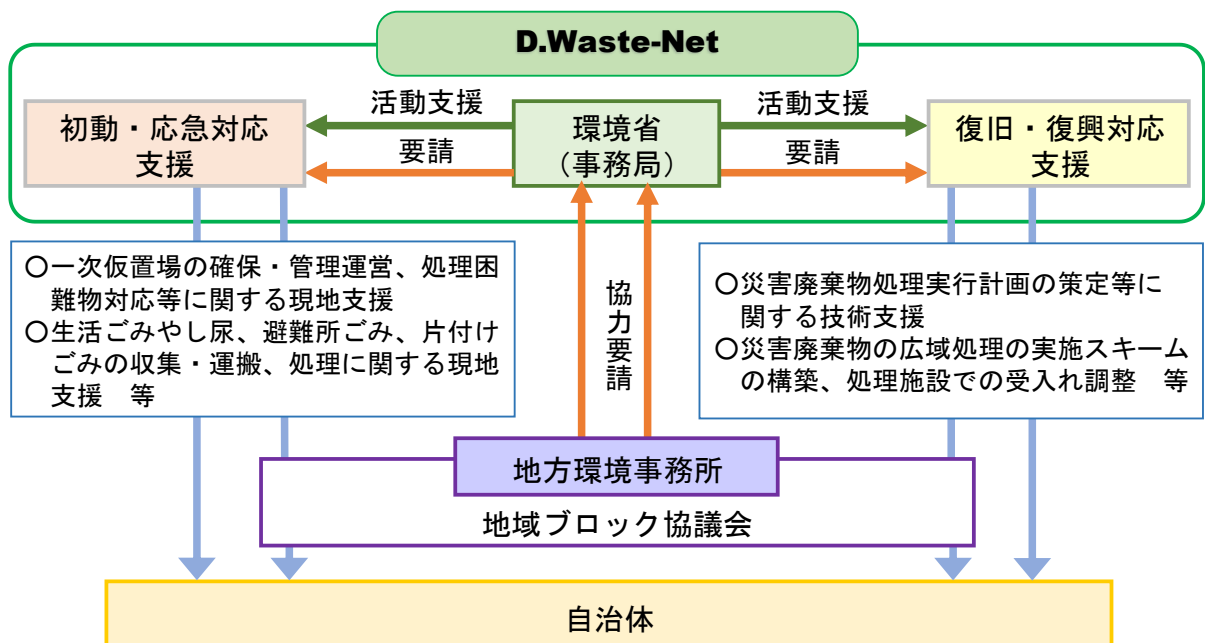 D.Waste-Net
初動・応急対応
支援
活動支援
要請
環境省
（事務局）
活動支援
要請
復旧・復興対応
支援
〇一次仮置場の確保・管理運営、処理困
難物対応等に関する現地支援
〇生活ごみやし尿、避難所ごみ、片付け
ごみの収集・運搬、処理に関する現地
支援　等
協力要請
〇災害廃棄物処理実行計画の策定等に
関する技術支援
〇災害廃棄物の広域処理の実施スキーム
の構築、処理施設での受入れ調整　等
地方環境事務所
地域ブロック協議会
自治体